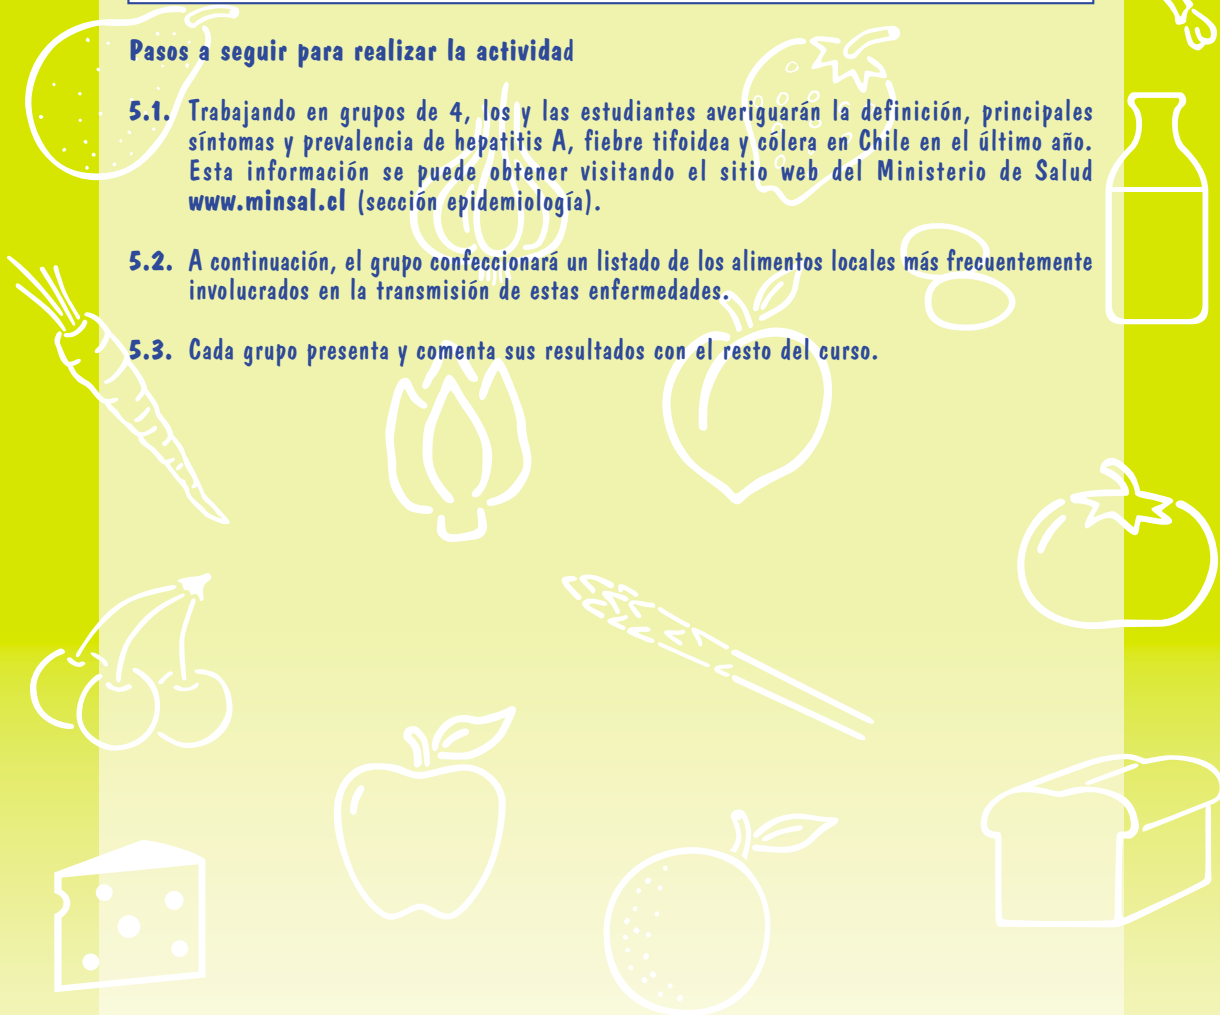 Pasos a seguir para realizar la actividad
5.1. Trabajando en grupos de 4, los y las estudiantes averiguarán la definición, principales
síntomas y prevalencia de hepatitis A, fiebre tifoidea y cólera en Chile en el último año.
Esta información se puede obtener visitando el sitio web del Ministerio de Salud
www.minsal.cl (sección epidemiología).
5.2. A continuación, el grupo confeccionará un listado de los alimentos locales más frecuentemente
involucrados en la transmisión de estas enfermedades.
5.3. Cada grupo presenta y comenta sus resultados con el resto del curso.